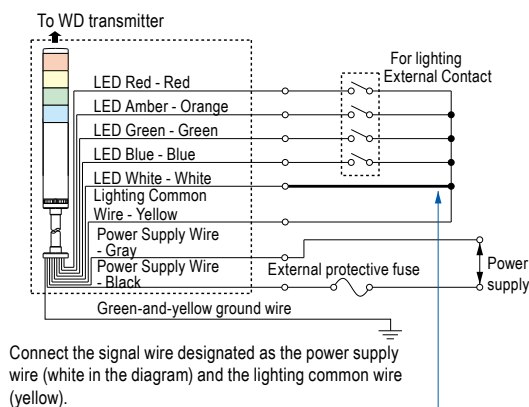 To WD transmitter
For lighting
External Contact
LED Red - Red
LED Amber - Orange
LED Green - Green
LED Blue - Blue
LED White - White
Lighting Common
Wire - Yellow
Power Supply Wire
- Gray
Power Supply Wire
- Black
External protective fuse
Power
supply
Green-and-yellow ground wire
Connect the signal wire designated as the power supply
wire (white in the diagram) and the lighting common wire
(yellow).